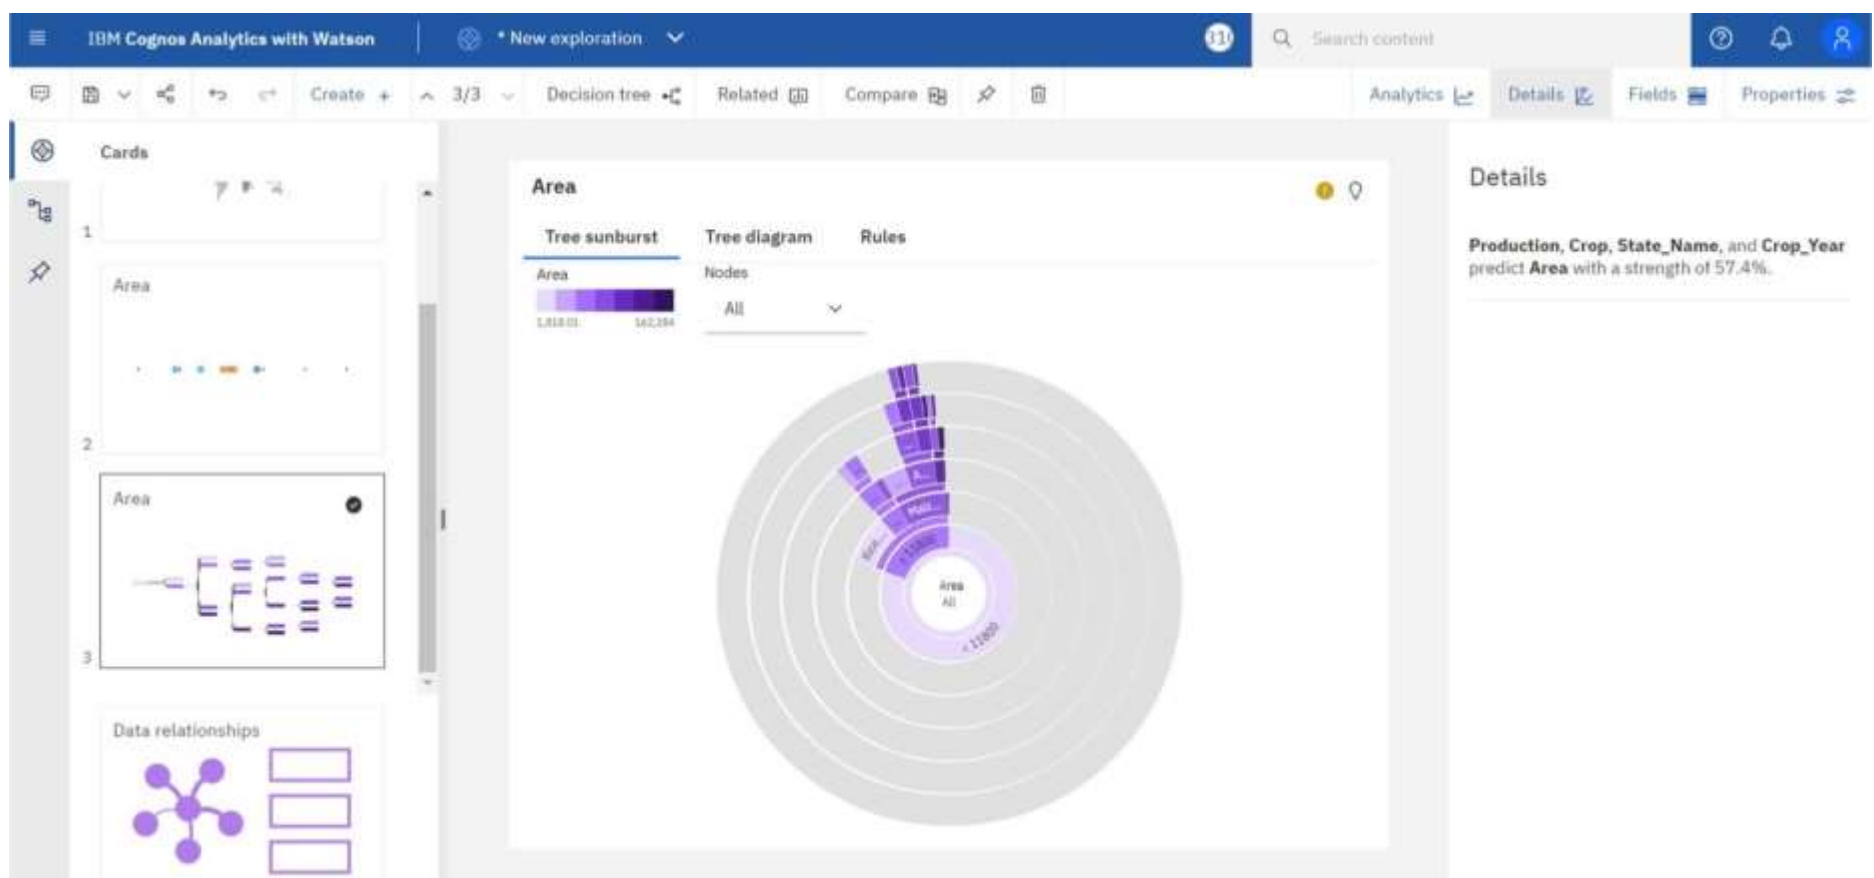 IBM Cognos Analytics with Watson
* New exploration
Search content
Create +
3/3
Decision tree
Related
Compare
Analytics
Details
Fields
Properties
Cards
1
Area
2
Area
3
Data relationships
Area
Tree sunburst
Tree diagram
Rules
Area
Nodes
All
Mai...
Area
All
< 11800
Details
Production, Crop, State_Name, and Crop_Year
predict Area with a strength of 57.4%.